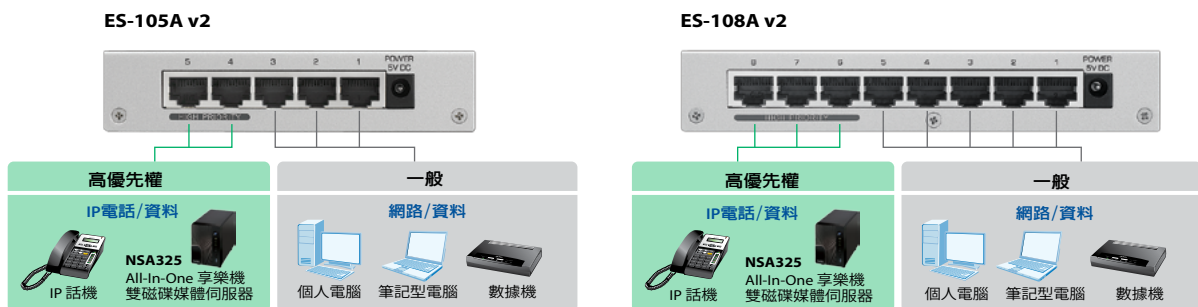 ES-105A v2
5 4 3 2 1 POWER
5V DC
HIGH PRIORITY
高優先權
一般
IP電話/資料
網路/資料
NSA325
All-In-One 享樂機
雙磁碟媒體伺服器
IP 話機
個人電腦
筆記型電腦
數據機
ES-108A v2
8 7 6 5 4 3 2 1 POWER
5V DC
HIGH PRIORITY
高優先權
一般
IP電話/資料
網路/資料
NSA325
All-In-One 享樂機
雙磁碟媒體伺服器
IP 話機
個人電腦
筆記型電腦
數據機